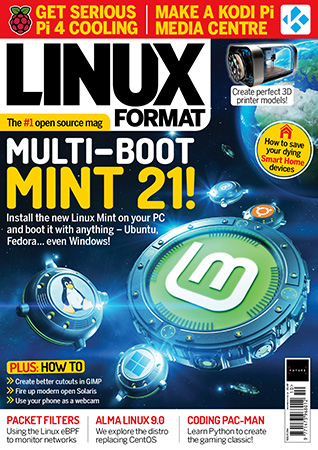 GET SERIOUS
Pi 4 COOLING
MAKE A KODI Pi
MEDIA CENTRE
LINUX
FORMAT
The #1 open source mag
Create perfect 3D
printer models!
How to save
your dying
Smart Home
devices
MULTI-BOOT
MINT 21!
Install the new Linux Mint on your PC
and boot it with anything – Ubuntu,
Fedora... even Windows!
PLUS: HOW TO
Create better cutouts in GIMP
Fire up modern open Solaris
Use your phone as a webcam
FUTURE
PACKET FILTERS
Using the Linux eBPF
to monitor networks
ALMA LINUX 9.0
We explore the distro
replacing CentOS
CODING PAC-MAN
Learn Python to create
the gaming classic!